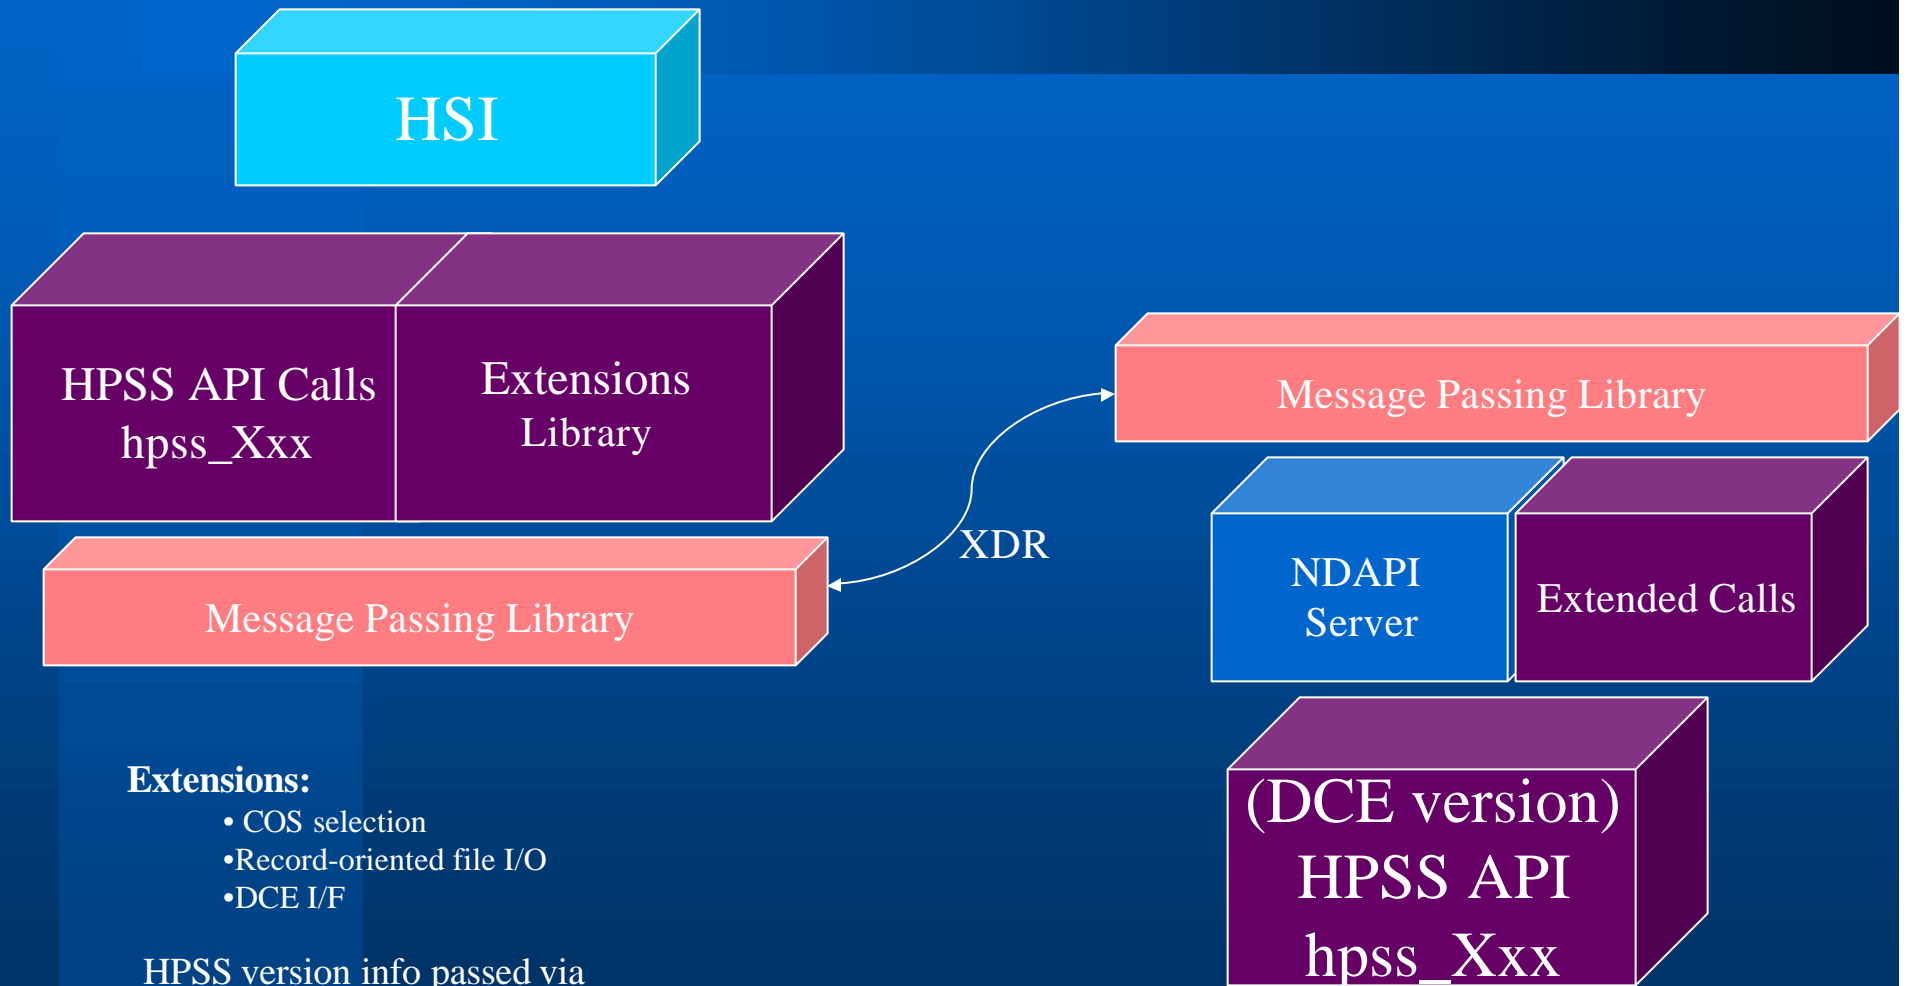 HSI
HPSS API Calls
hpss_Xxx
Extensions
Library
Message Passing Library
XDR
Message Passing Library
NDAPI
Server
Extended Calls
(DCE version)
HPSS API
hpss_Xxx
Extensions:
• COS selection
•Record-oriented file I/O
•DCE I/F
HPSS version info passed via